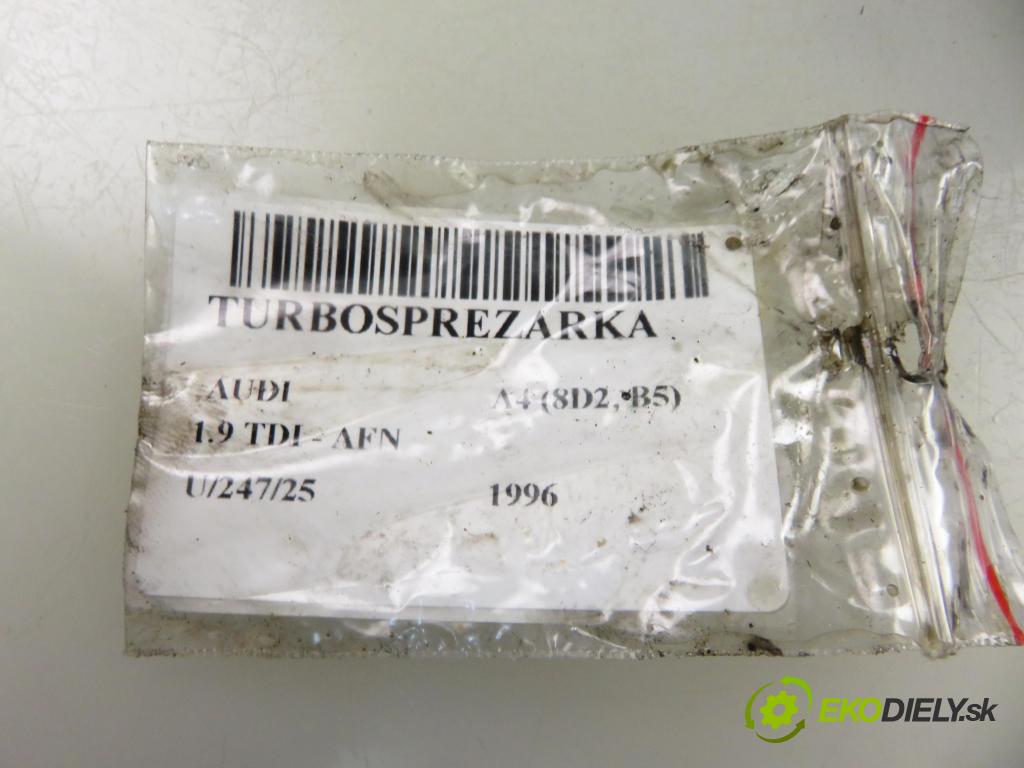 TURBOSPREZARKA
AUDI A4 (8D2, B5)
1.9 TDI - AFN
U/247/25 1996
EKODIELY.sk